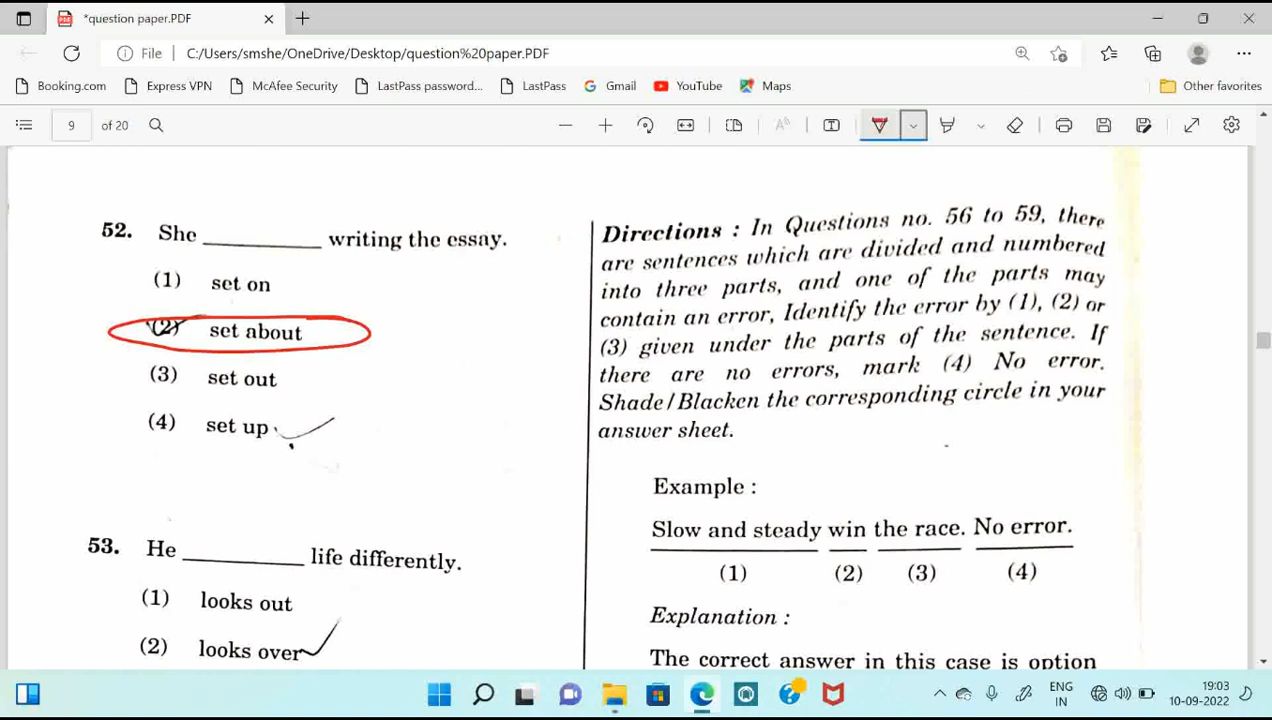 *question paper.PDF
File
C:/Users/smshe/OneDrive/Desktop/question%20paper.PDF
Booking.com
Express VPN
McAfee Security
LastPass password...
LastPass
Gmail
YouTube
Maps
Other favorites
9 of 20
52. She __________ writing the essay.
(1) set on
(2) set about
(3) set out
(4) set up
53. He __________ life differently.
(1) looks out
(2) looks over
Directions : In Questions no. 56 to 59, there
are sentences which are divided and numbered
into three parts, and one of the parts may
contain an error, Identify the error by (1), (2) or
(3) given under the parts of the sentence. If
there are no errors, mark (4) No error.
Shade/Blacken the corresponding circle in your
answer sheet.
Example :
Slow and steady win the race. No error.
(1) (2) (3) (4)
Explanation :
The correct answer in this case is option
ENG
IN
19:03
10-09-2022